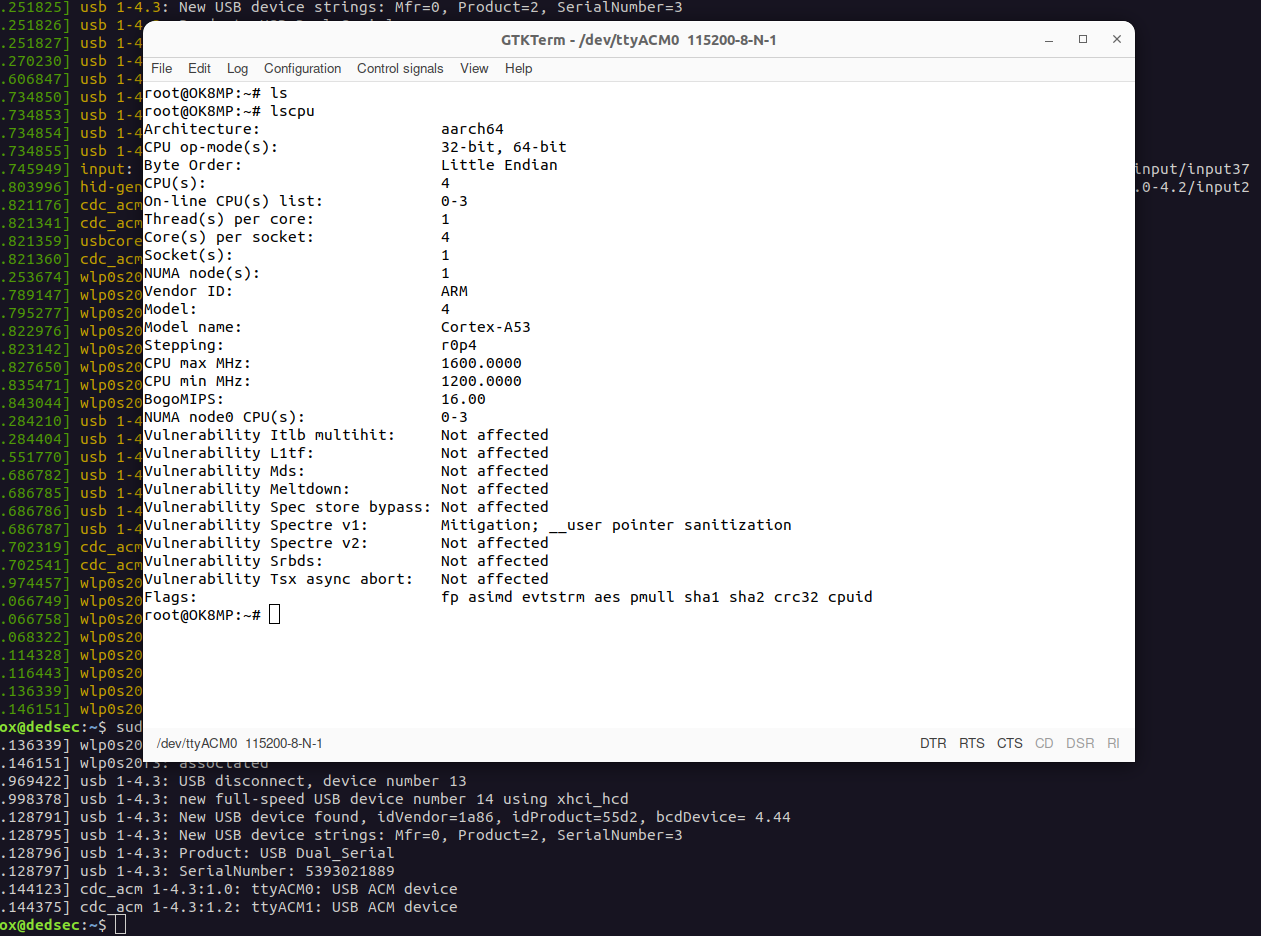 .251825] usb 1-4.3: New USB device strings: Mfr=0, Product=2, SerialNumber=3
.251826] usb 1-4.
.251827] usb 1-4
.270230] usb 1-4
.606847] usb 1-4
.734850] usb 1-4
.734853] usb 1-4
.734854] usb 1-4
.734855] usb 1-4
.745949] input: input/input37
.803996] hid-gen .0-4.2/input2
.821176] cdc_acm
.821341] cdc_acm
.821359] usbcore
.821360] cdc_acm
.253674] wlp0s20
.789147] wlp0s20
.795277] wlp0s20
.822976] wlp0s20
.823142] wlp0s20
.827650] wlp0s20
.835471] wlp0s20
.843044] wlp0s20
.284210] usb 1-4
.284404] usb 1-4
.551770] usb 1-4
.686782] usb 1-4
.686785] usb 1-4
.686786] usb 1-4
.686787] usb 1-4
.702319] cdc_acm
.702541] cdc_acm
.974457] wlp0s20
.066749] wlp0s20
.066758] wlp0s20
.068322] wlp0s20
.114328] wlp0s20
.116443] wlp0s20
.136339] wlp0s20
.146151] wlp0s20
ox@dedsec:~$ sud
.136339] wlp0s20
.146151] wlp0s20f3: associated
.969422] usb 1-4.3: USB disconnect, device number 13
.998378] usb 1-4.3: new full-speed USB device number 14 using xhci_hcd
.128791] usb 1-4.3: New USB device found, idVendor=1a86, idProduct=55d2, bcdDevice= 4.44
.128795] usb 1-4.3: New USB device strings: Mfr=0, Product=2, SerialNumber=3
.128796] usb 1-4.3: Product: USB Dual_Serial
.128797] usb 1-4.3: SerialNumber: 5393021889
.144123] cdc_acm 1-4.3:1.0: ttyACM0: USB ACM device
.144375] cdc_acm 1-4.3:1.2: ttyACM1: USB ACM device
ox@dedsec:~$
GTKTerm - /dev/ttyACM0 115200-8-N-1
File Edit Log Configuration Control signals View Help
root@OK8MP:~# ls
root@OK8MP:~# lscpu
Architecture: aarch64
CPU op-mode(s): 32-bit, 64-bit
Byte Order: Little Endian
CPU(s): 4
On-line CPU(s) list: 0-3
Thread(s) per core: 1
Core(s) per socket: 4
Socket(s): 1
NUMA node(s): 1
Vendor ID: ARM
Model: 4
Model name: Cortex-A53
Stepping: r0p4
CPU max MHz: 1600.0000
CPU min MHz: 1200.0000
BogoMIPS: 16.00
NUMA node0 CPU(s): 0-3
Vulnerability Itlb multihit: Not affected
Vulnerability L1tf: Not affected
Vulnerability Mds: Not affected
Vulnerability Meltdown: Not affected
Vulnerability Spec store bypass: Not affected
Vulnerability Spectre v1: Mitigation; __user pointer sanitization
Vulnerability Spectre v2: Not affected
Vulnerability Srbds: Not affected
Vulnerability Tsx async abort: Not affected
Flags: fp asimd evtstrm aes pmull sha1 sha2 crc32 cpuid
root@OK8MP:~#
/dev/ttyACM0 115200-8-N-1 DTR RTS CTS CD DSR RI